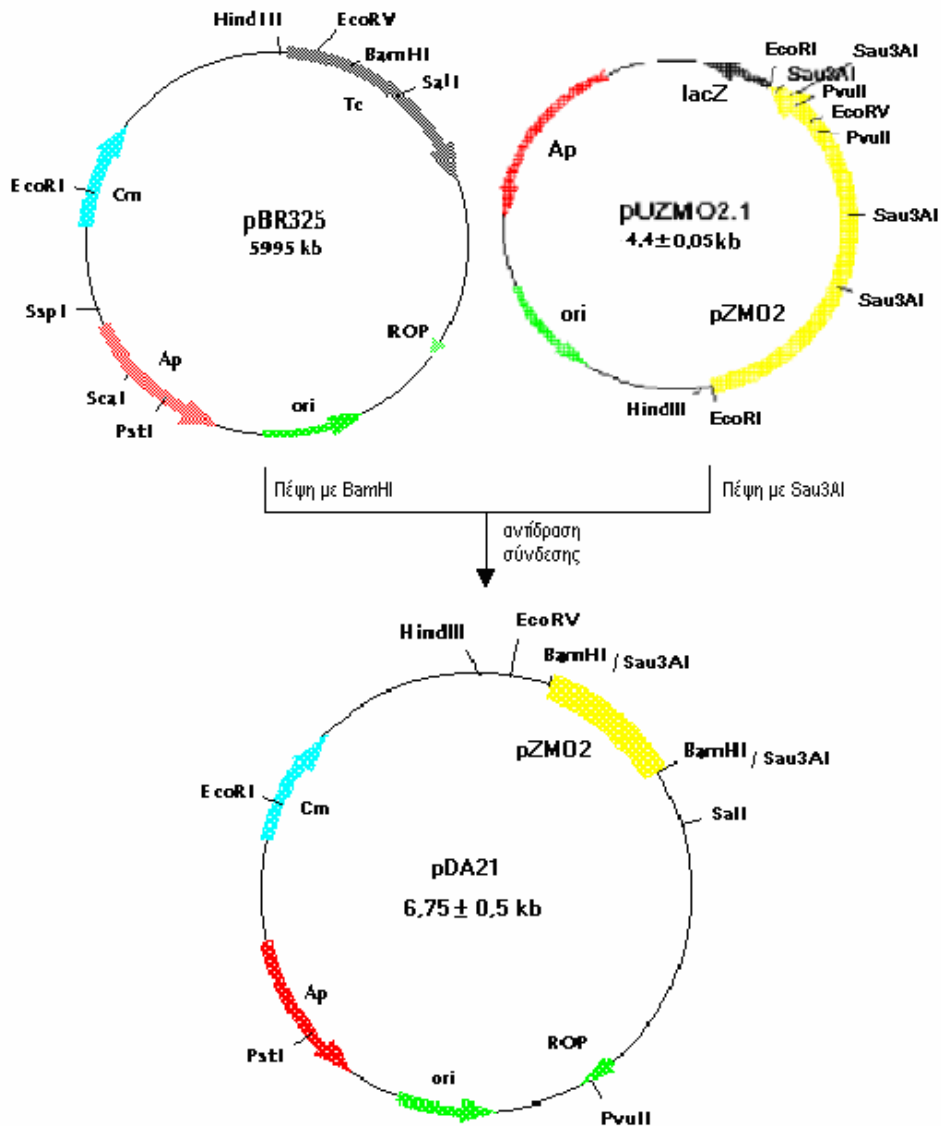 HindIII
EcoRV
BamHI
SalI
Tc
EcoRI
Cm
pBR325
5995 kb
SspI
ScaI
PstI
Ap
ori
ROP
EcoRI
Sau3AI
Sau3AI
PvuII
EcoRV
PvuII
lacZ
Ap
pUZMO2.1
4.4±0,05kb
Sau3AI
Sau3AI
pZMO2
ori
HindIII
EcoRI
Πέψη με BamHI
Πέψη με Sau3AI
αντίδραση
σύνδεσης
HindIII
EcoRV
BamHI / Sau3AI
pZMO2
BamHI / Sau3AI
SalI
EcoRI
Cm
pDA21
6,75 ± 0,5 kb
Ap
PstI
ori
ROP
PvuII